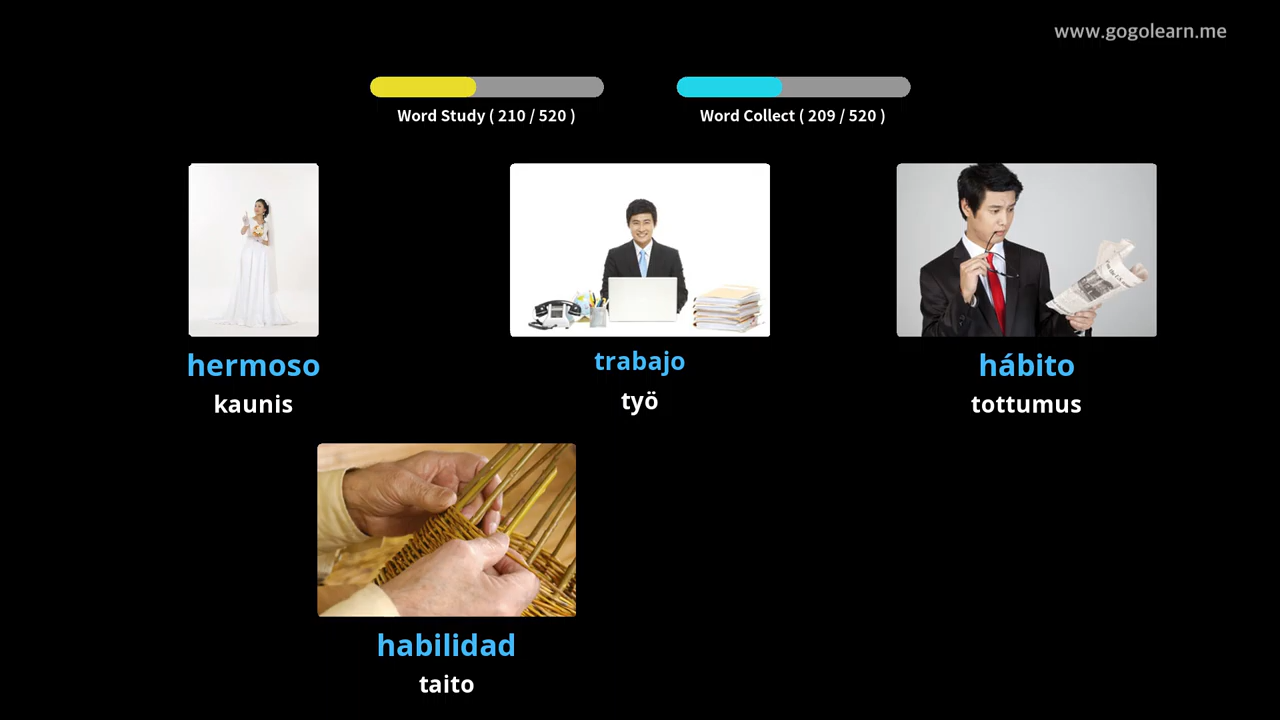 www.gogolearn.me
Word Study ( 210 / 520 )
Word Collect ( 209 / 520 )
hermoso
kaunis
trabajo
työ
hábito
tottumus
habilidad
taito